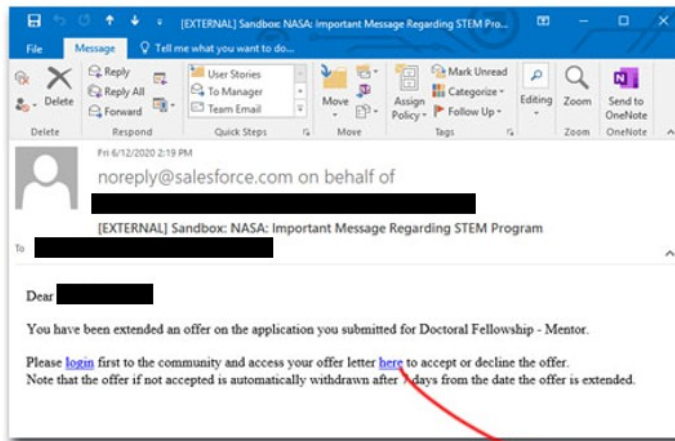 [EXTERNAL] Sandbox: NASA: Important Message Regarding STEM Pro...
File Message Tell me what you want to do...
Delete
Reply
Reply All
Forward
User Stories
To Manager
Team Email
Move
Assign Policy
Mark Unread
Categorize
Follow Up
Editing
Zoom
Send to OneNote
Delete Respond Quick Steps Move Tags Zoom OneNote
Fri 6/12/2020 2:19 PM
noreply@salesforce.com on behalf of
[EXTERNAL] Sandbox: NASA: Important Message Regarding STEM Program
To
Dear
You have been extended an offer on the application you submitted for Doctoral Fellowship - Mentor.
Please login first to the community and access your offer letter here to accept or decline the offer.
Note that the offer if not accepted is automatically withdrawn after 7 days from the date the offer is extended.